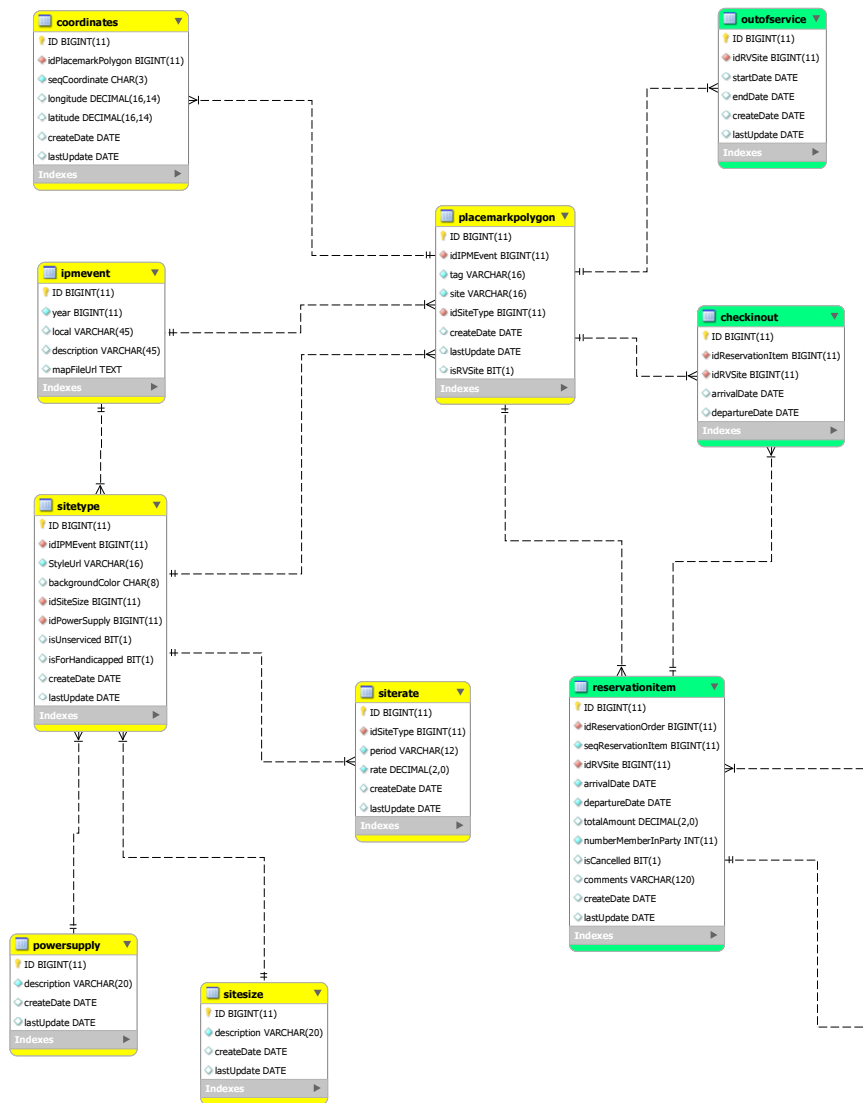 coordinates
ID BIGINT(11)
idPlacemarkPolygon BIGINT(11)
seqCoordinate CHAR(3)
longitude DECIMAL(16,14)
latitude DECIMAL(16,14)
createDate DATE
lastUpdate DATE
Indexes
outofservice
ID BIGINT(11)
idRVSite BIGINT(11)
startDate DATE
endDate DATE
createDate DATE
lastUpdate DATE
Indexes
placemarkpolygon
ID BIGINT(11)
idIPMEvent BIGINT(11)
tag VARCHAR(16)
site VARCHAR(16)
idSiteType BIGINT(11)
createDate DATE
lastUpdate DATE
isRVSite BIT(1)
Indexes
ipmevent
ID BIGINT(11)
year BIGINT(11)
local VARCHAR(45)
description VARCHAR(45)
mapFileUrl TEXT
Indexes
checkinout
ID BIGINT(11)
idReservationItem BIGINT(11)
idRVSite BIGINT(11)
arrivalDate DATE
departureDate DATE
Indexes
sitetype
ID BIGINT(11)
idIPMEvent BIGINT(11)
StyleUrl VARCHAR(16)
backgroundColor CHAR(8)
idSiteSize BIGINT(11)
idPowerSupply BIGINT(11)
isUnserviced BIT(1)
isForHandicapped BIT(1)
createDate DATE
lastUpdate DATE
Indexes
siterate
ID BIGINT(11)
idSiteType BIGINT(11)
period VARCHAR(12)
rate DECIMAL(2,0)
createDate DATE
lastUpdate DATE
Indexes
reservationitem
ID BIGINT(11)
idReservationOrder BIGINT(11)
seqReservationItem BIGINT(11)
idRVSite BIGINT(11)
arrivalDate DATE
departureDate DATE
totalAmount DECIMAL(2,0)
numberMemberInParty INT(11)
isCancelled BIT(1)
comments VARCHAR(120)
createDate DATE
lastUpdate DATE
Indexes
powersupply
ID BIGINT(11)
description VARCHAR(20)
createDate DATE
lastUpdate DATE
Indexes
sitesize
ID BIGINT(11)
description VARCHAR(20)
createDate DATE
lastUpdate DATE
Indexes